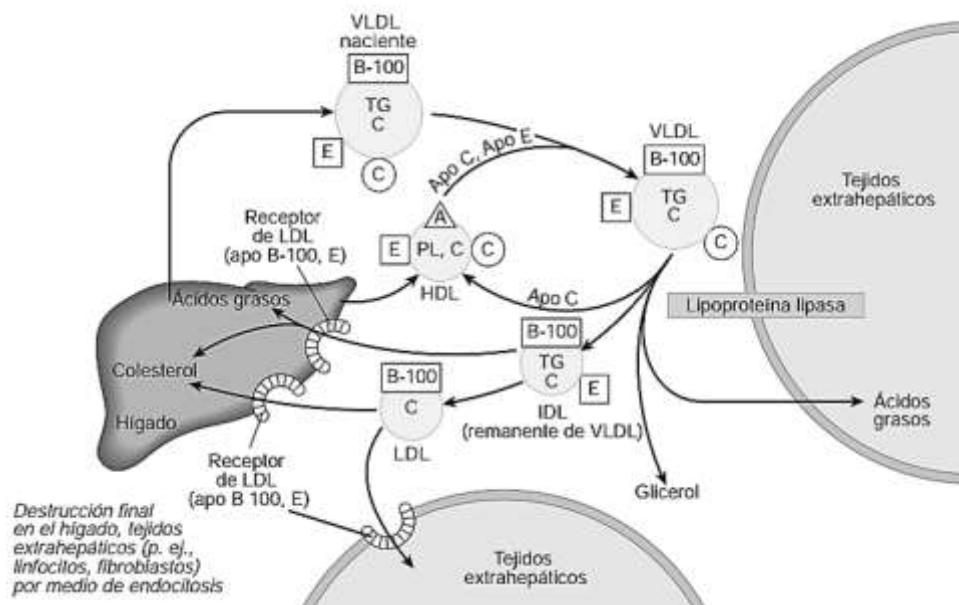 VLDL
naciente
B-100
TG
C
E
C
Apo C, Apo E
VLDL
B-100
TG
C
E
C
Tejidos
extrahepáticos
Receptor
de LDL
(apo B-100, E)
A
E
PL, C
C
HDL
Apo C
Lipoproteína lipasa
Ácidos grasos
Colesterol
Hígado
B-100
TG
C
E
IDL
(remanente de VLDL)
B-100
C
LDL
Ácidos
grasos
Glicerol
Receptor
de LDL
(apo B 100, E)
Destrucción final
en el hígado, tejidos
extrahepáticos (p. ej.,
linfocitos, fibroblastos)
por medio de endocitosis
Tejidos
extrahepáticos